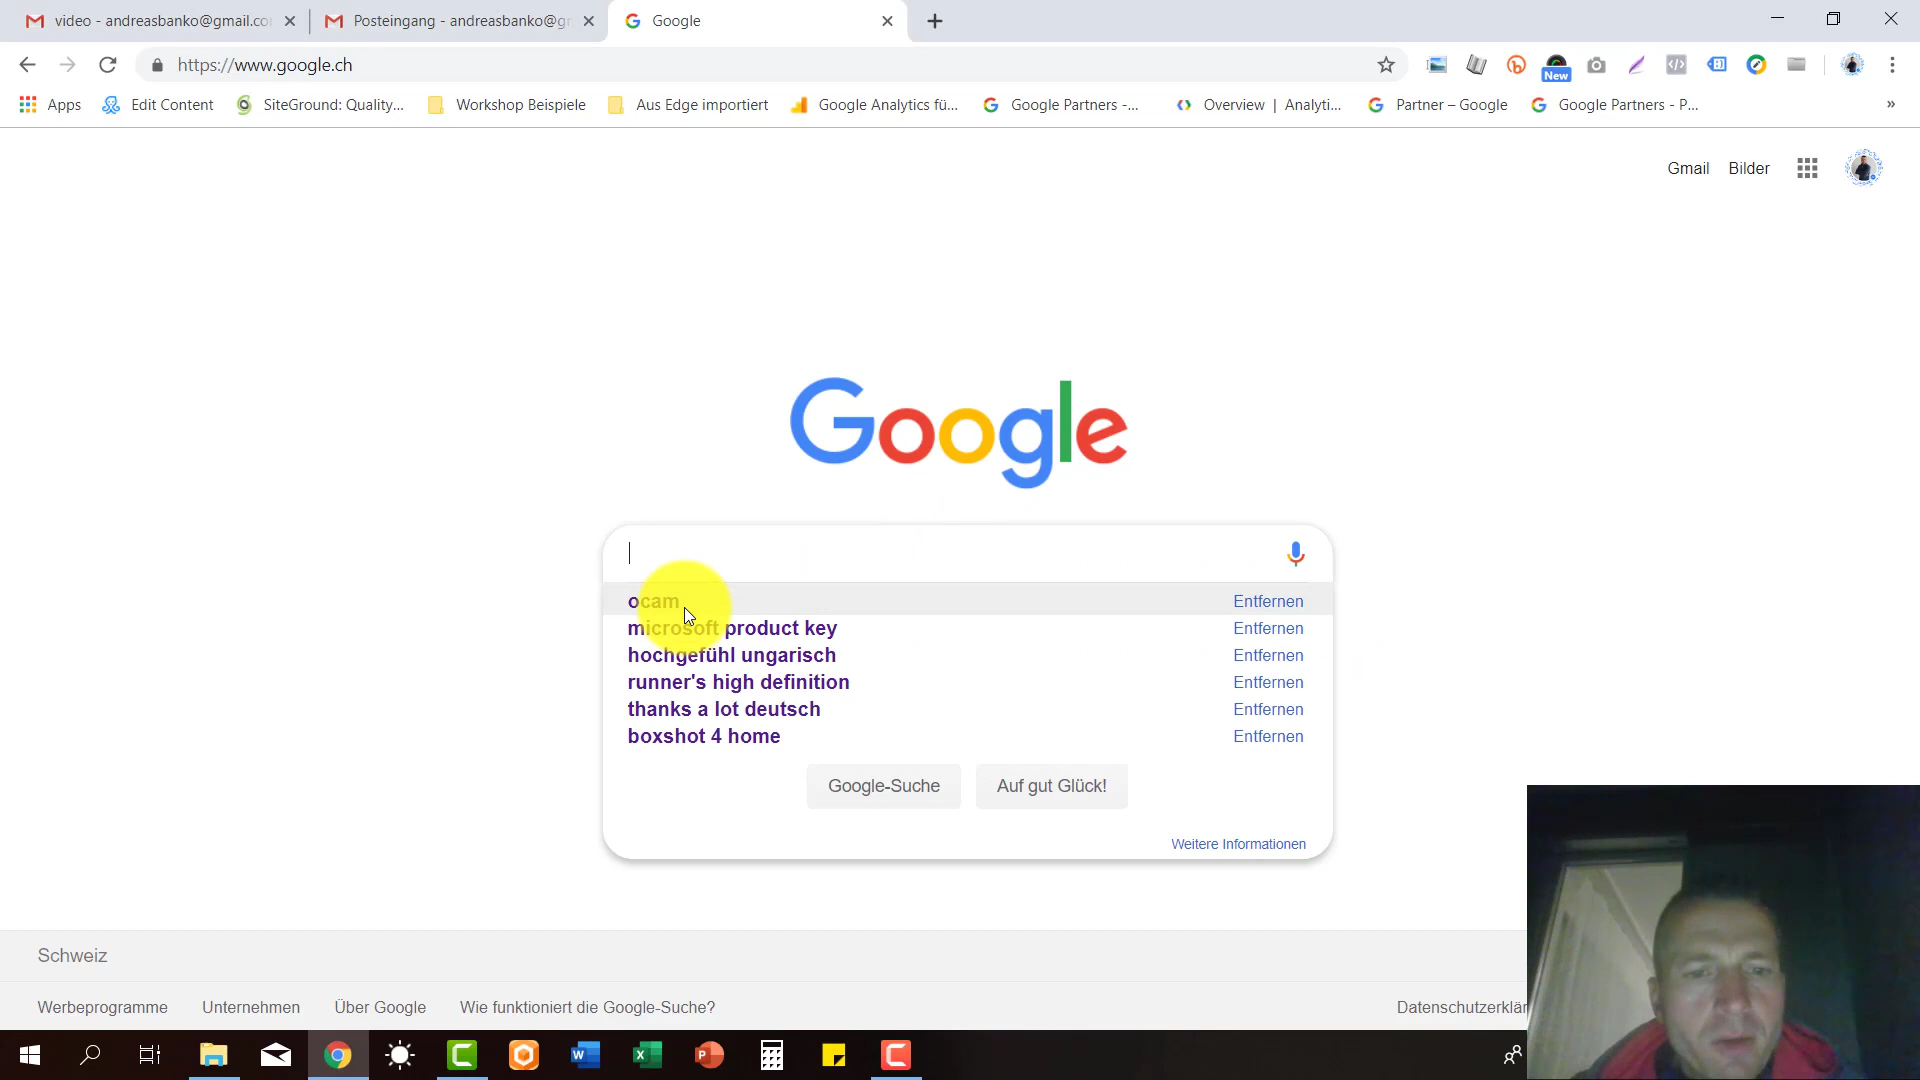 video - andreasbanko@gmail.co
Posteingang - andreasbanko@g
Google
https://www.google.ch
New
Apps
Edit Content
SiteGround: Quality...
Workshop Beispiele
Aus Edge importiert
Google Analytics fü...
Google Partners -...
Overview | Analyti...
Partner – Google
Google Partners - P...
»
Gmail
Bilder
Google
ocam
Entfernen
microsoft product key
Entfernen
hochgefühl ungarisch
Entfernen
runner's high definition
Entfernen
thanks a lot deutsch
Entfernen
boxshot 4 home
Entfernen
Google-Suche
Auf gut Glück!
Weitere Informationen
Schweiz
Werbeprogramme
Unternehmen
Über Google
Wie funktioniert die Google-Suche?
Datenschutzerklär